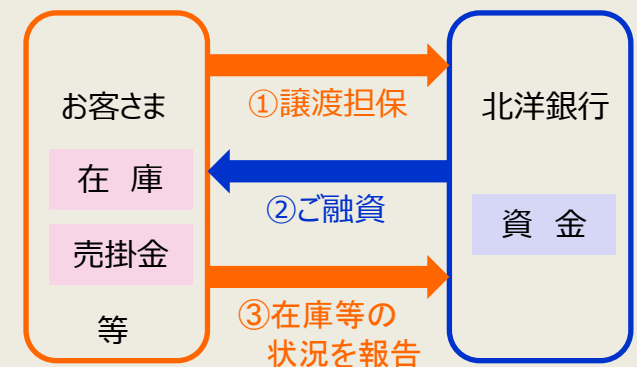 お客さま
在 庫
売掛金
等
①譲渡担保
②ご融資
③在庫等の
状況を報告
北洋銀行
資 金